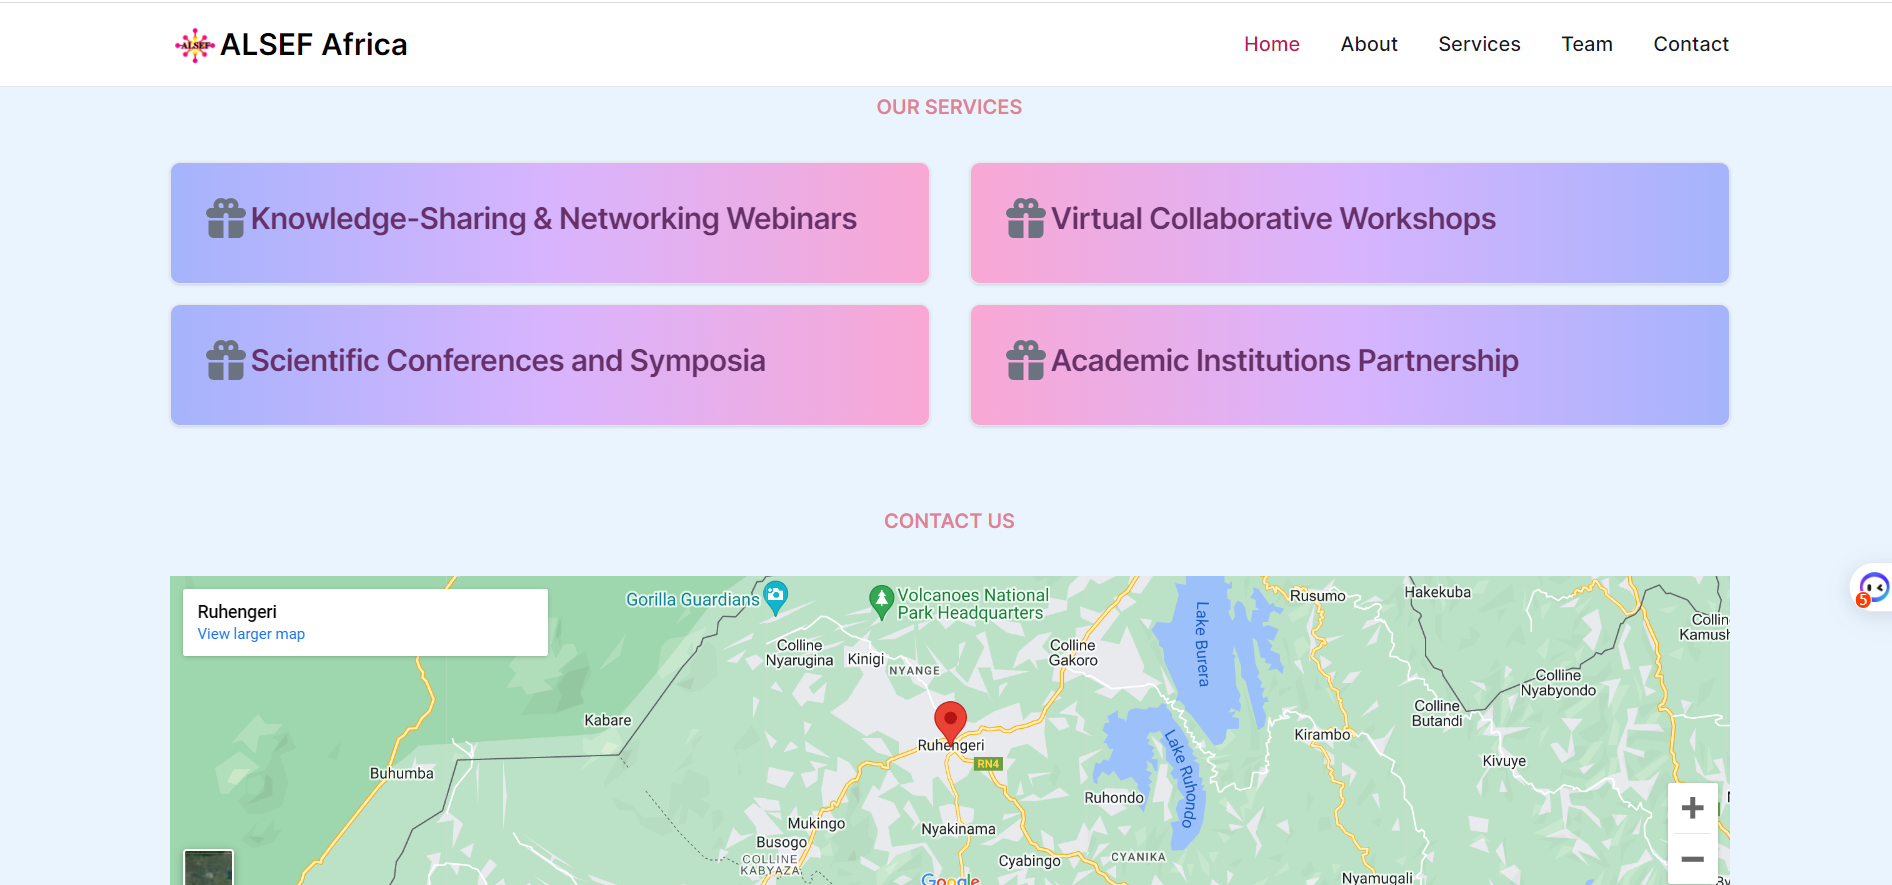 ALSEF
ALSEF Africa
Home
About
Services
Team
Contact
OUR SERVICES
Knowledge-Sharing & Networking Webinars
Virtual Collaborative Workshops
Scientific Conferences and Symposia
Academic Institutions Partnership
CONTACT US
Ruhengeri
View larger map
Gorilla Guardians
Volcanoes National
Park Headquarters
Lake Burera
Rusumo
Hakekuba
Colline
Nyarugina
Kinigi
NYANGE
Colline
Gakoro
Colline
Nyabyondo
Kabare
Colline
Butandi
Ruhengeri
RN4
Kirambo
Lake Ruhondo
Kivuye
Buhumba
Ruhondo
Mukingo
Nyakinama
Busogo
COLLINE
KABYAZA
Cyabingo
CYANIKA
Nyamugali
Google
5